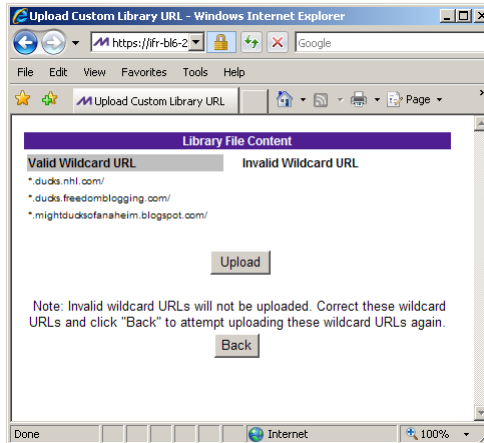 Upload Custom Library URL - Windows Internet Explorer
https://ifr-bl6-2
Google
File Edit View Favorites Tools Help
Upload Custom Library URL
Page
Library File Content
Valid Wildcard URL Invalid Wildcard URL
*.ducks.nhl.com/
*.ducks.freedomblogging.com/
*.mightducksofanaheim.blogspot.com/
Upload
Note: Invalid wildcard URLs will not be uploaded. Correct these wildcard
URLs and click "Back" to attempt uploading these wildcard URLs again.
Back
Done Internet 100%